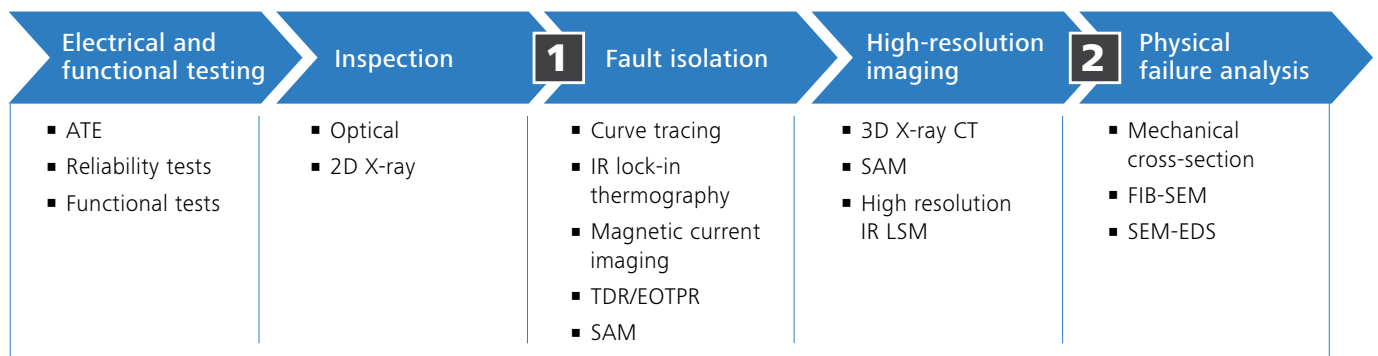 Electrical and
functional testing
Inspection
1
Fault isolation
High-resolution
imaging
2
Physical
failure analysis
▪ ATE
▪ Reliability tests
▪ Functional tests
▪ Optical
▪ 2D X-ray
▪ Curve tracing
▪ IR lock-in
thermography
▪ Magnetic current
imaging
▪ TDR/EOTPR
▪ SAM
▪ 3D X-ray CT
▪ SAM
▪ High resolution
IR LSM
▪ Mechanical
cross-section
▪ FIB-SEM
▪ SEM-EDS